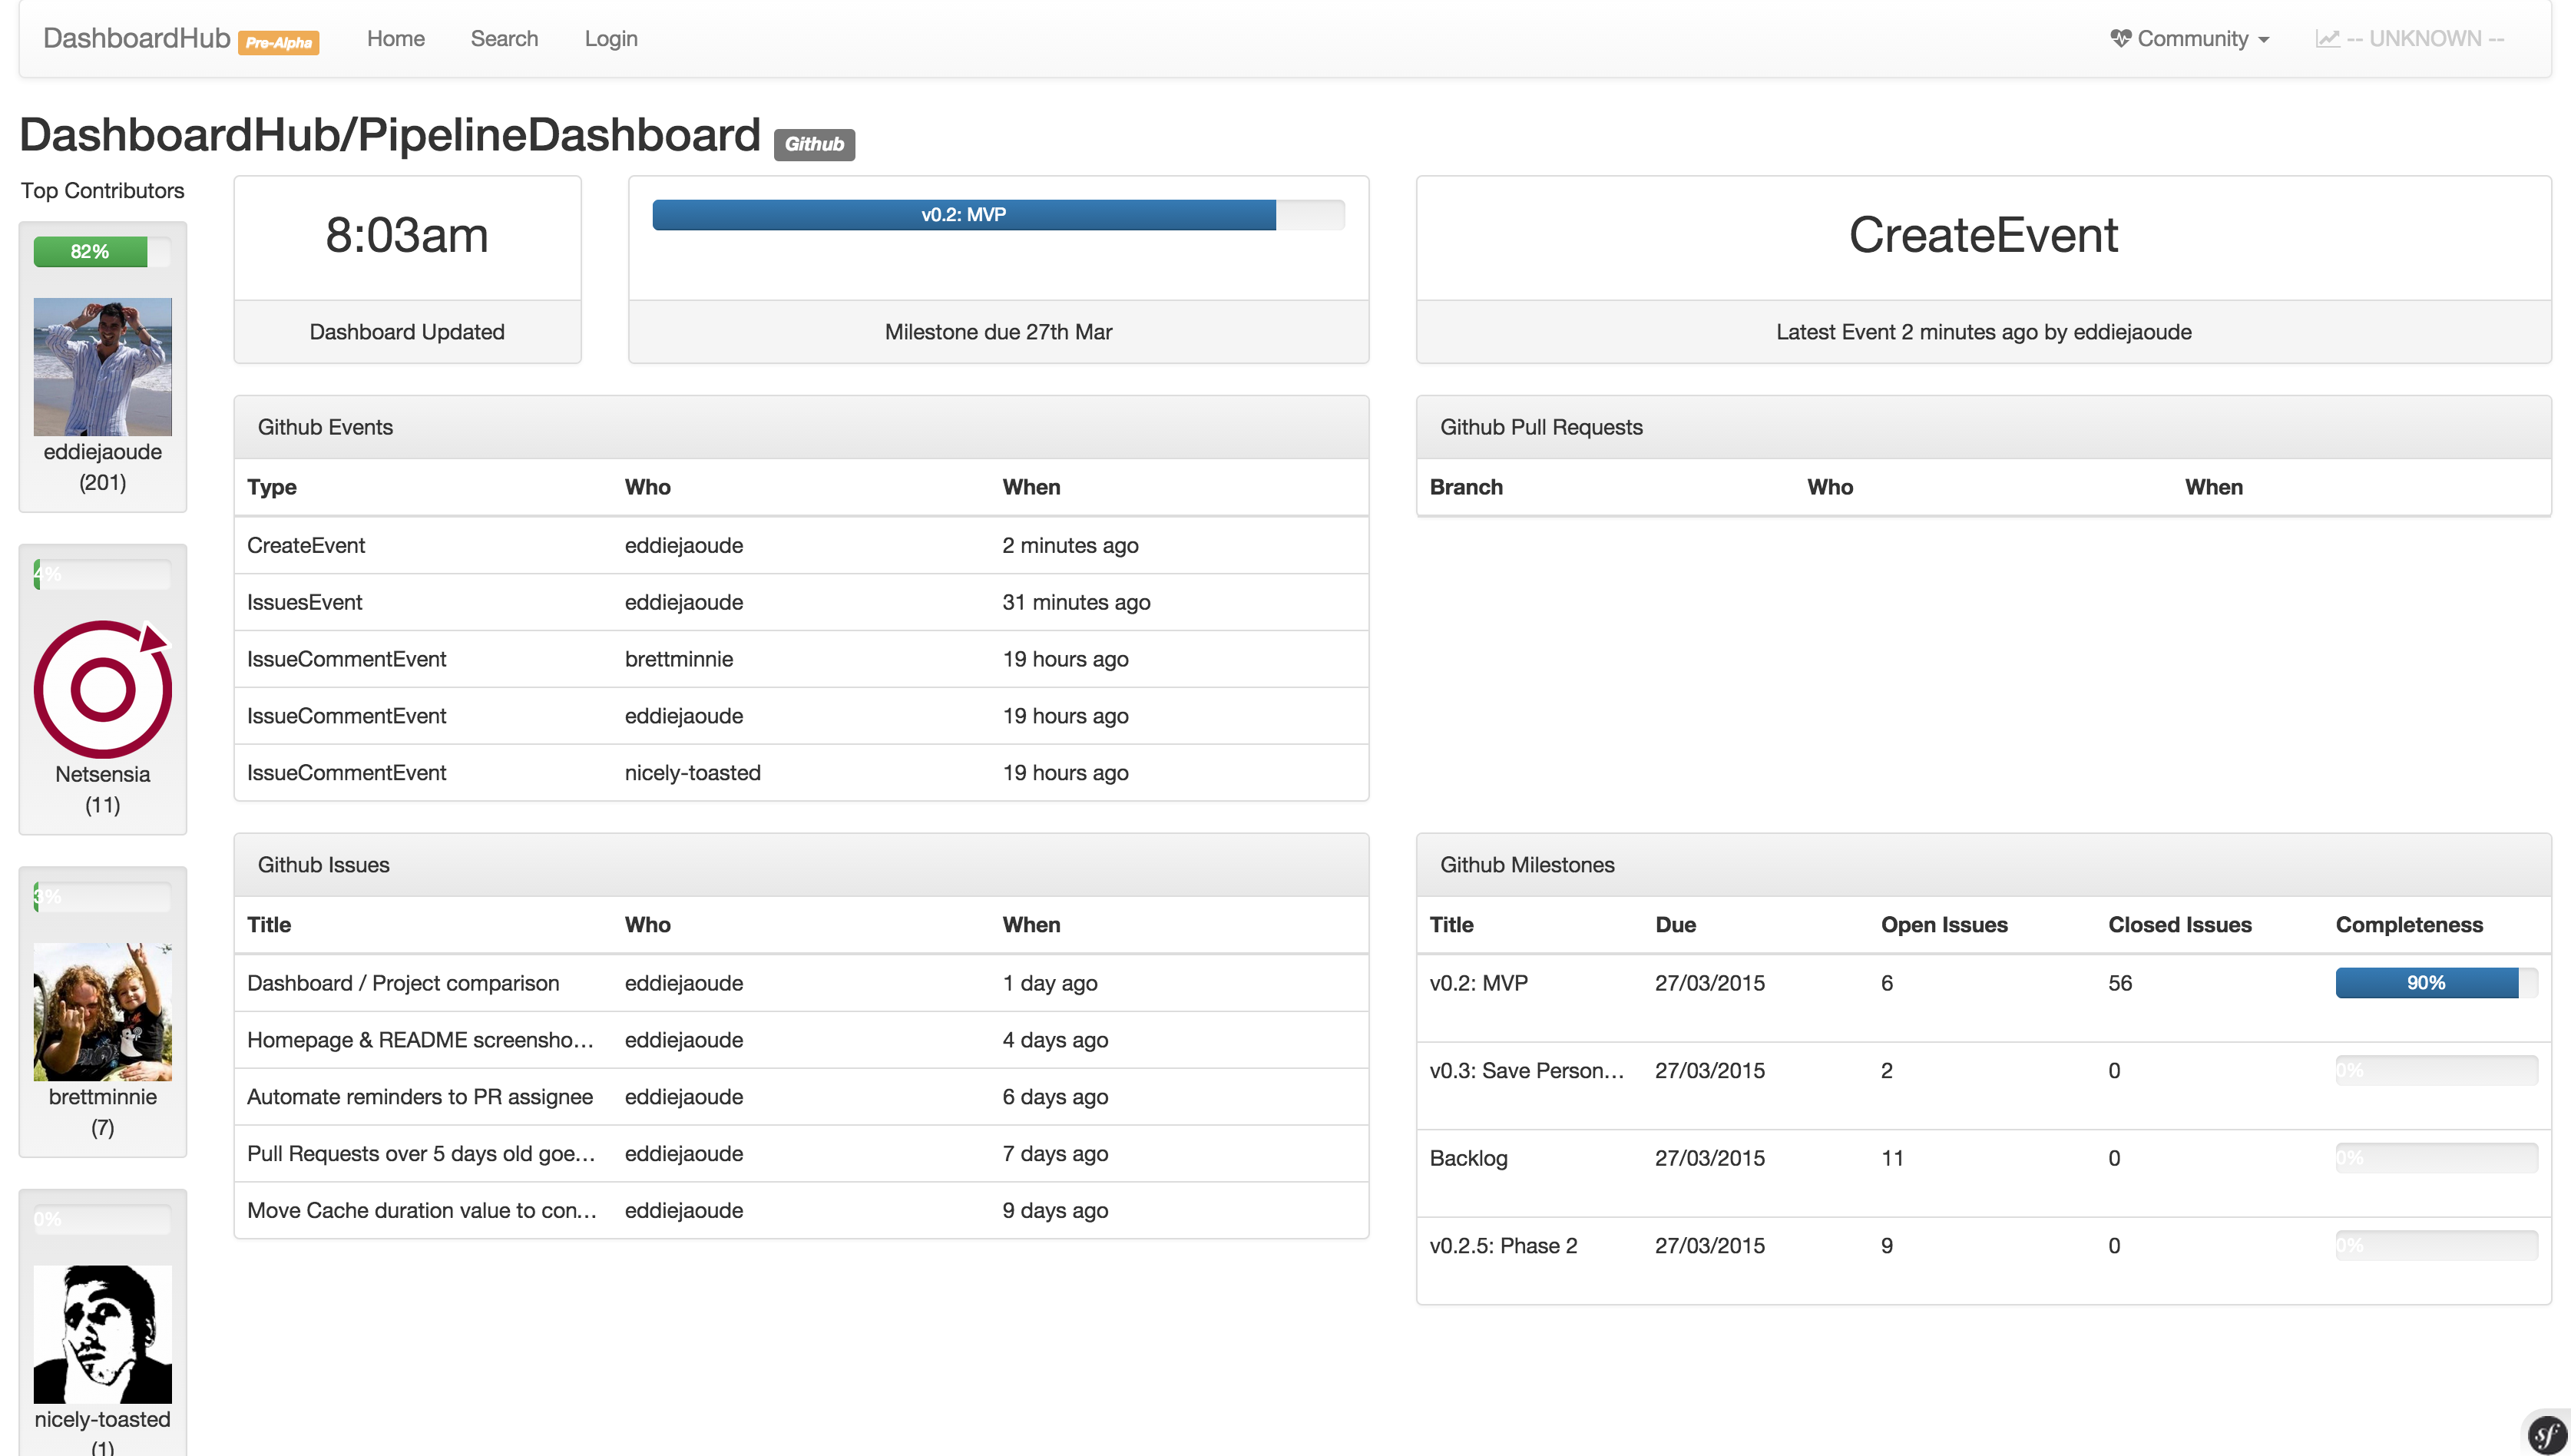 DashboardHub Pre-Alpha Home Search Login Community -- UNKNOWN --
DashboardHub/PipelineDashboard Github
Top Contributors
82%
eddiejaoude
(201)
4%
Netsensia
(11)
3%
brettminnie
(7)
0%
nicely-toasted
(1)
8:03am
Dashboard Updated
v0.2: MVP
Milestone due 27th Mar
CreateEvent
Latest Event 2 minutes ago by eddiejaoude
Github Events
Type Who When
CreateEvent eddiejaoude 2 minutes ago
IssuesEvent eddiejaoude 31 minutes ago
IssueCommentEvent brettminnie 19 hours ago
IssueCommentEvent eddiejaoude 19 hours ago
IssueCommentEvent nicely-toasted 19 hours ago
Github Pull Requests
Branch Who When
Github Issues
Title Who When
Dashboard / Project comparison eddiejaoude 1 day ago
Homepage & README screensho... eddiejaoude 4 days ago
Automate reminders to PR assignee eddiejaoude 6 days ago
Pull Requests over 5 days old goe... eddiejaoude 7 days ago
Move Cache duration value to con... eddiejaoude 9 days ago
Github Milestones
Title Due Open Issues Closed Issues Completeness
v0.2: MVP 27/03/2015 6 56 90%
v0.3: Save Person... 27/03/2015 2 0 0%
Backlog 27/03/2015 11 0 0%
v0.2.5: Phase 2 27/03/2015 9 0 0%
sf